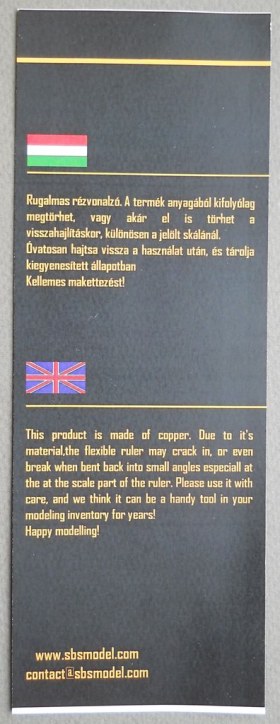 Rugalmas rézvonalzó. A termék anyagából kifolyólag
megtörhet, vagy akár el is törhet a
visszahajlításkor, különösen a jelölt skálánál.
Óvatosan hajtsa vissza a használat után, és tárolja
kiegyenesített állapotban
Kellemes makettezést!
This product is made of copper. Due to it's
material,the flexible ruler may crack in, or even
break when bent back into small angles especiall at
the at the scale part of the ruler. Please use it with
care, and we think it can be a handy tool in your
modeling inventory for years!
Happy modelling!
www.sbsmodel.com
contact@sbsmodel.com